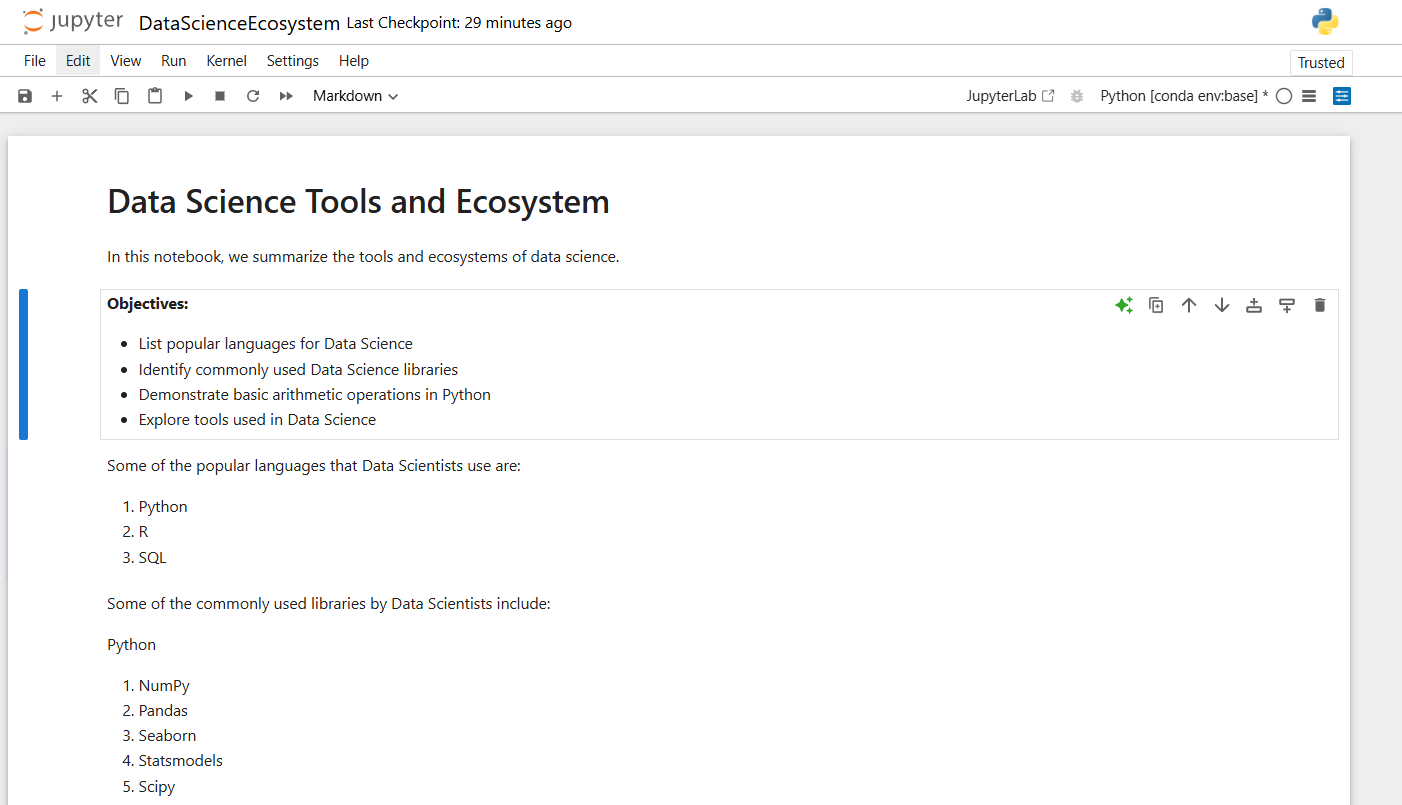 jupyter DataScienceEcosystem Last Checkpoint: 29 minutes ago
File Edit View Run Kernel Settings Help
Trusted
Markdown JupyterLab Python [conda env:base] *
Data Science Tools and Ecosystem
In this notebook, we summarize the tools and ecosystems of data science.
Objectives:
• List popular languages for Data Science
• Identify commonly used Data Science libraries
• Demonstrate basic arithmetic operations in Python
• Explore tools used in Data Science
Some of the popular languages that Data Scientists use are:
1. Python
2. R
3. SQL
Some of the commonly used libraries by Data Scientists include:
Python
1. NumPy
2. Pandas
3. Seaborn
4. Statsmodels
5. Scipy